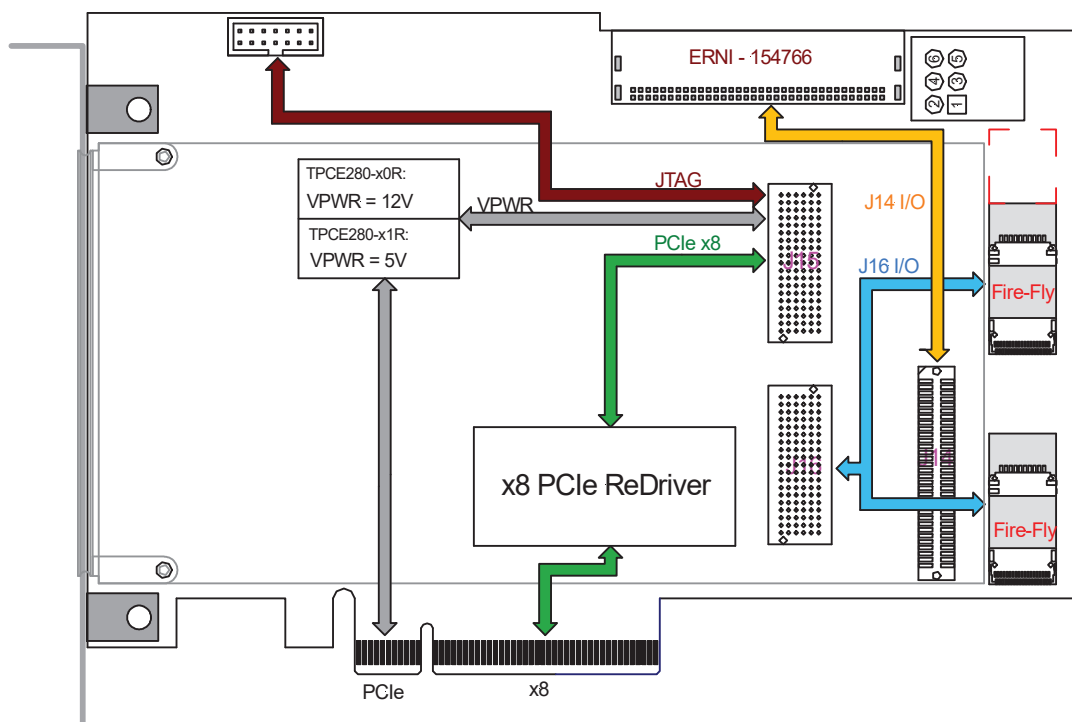 ERNI - 154766
6 5
4 3
2 1
TPCE280-x0R:
VPWR = 12V
TPCE280-x1R:
VPWR = 5V
JTAG
VPWR
PCIe x8
J14 I/O
J15
J16 I/O
Fire-Fly
x8 PCIe ReDriver
J14
Fire-Fly
PCIe
x8